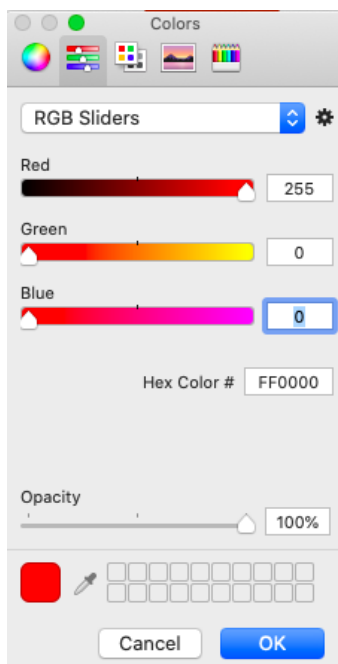 Colors
RGB Sliders
Red
255
Green
0
Blue
0
Hex Color # FF0000
Opacity
100%
Cancel OK